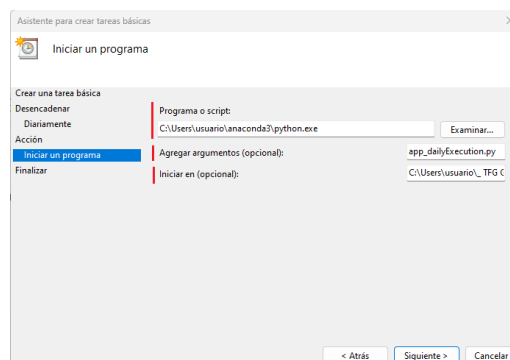 Asistente para crear tareas básicas
Iniciar un programa
Crear una tarea básica
Desencadenar
Diariamente
Acción
Iniciar un programa
Finalizar
Programa o script:
C:\Users\usuario\anaconda3\python.exe
Examinar...
Agregar argumentos (opcional):
app_dailyExecution.py
Iniciar en (opcional):
C:\Users\usuario\_ TFG C
< Atrás
Siguiente >
Cancelar